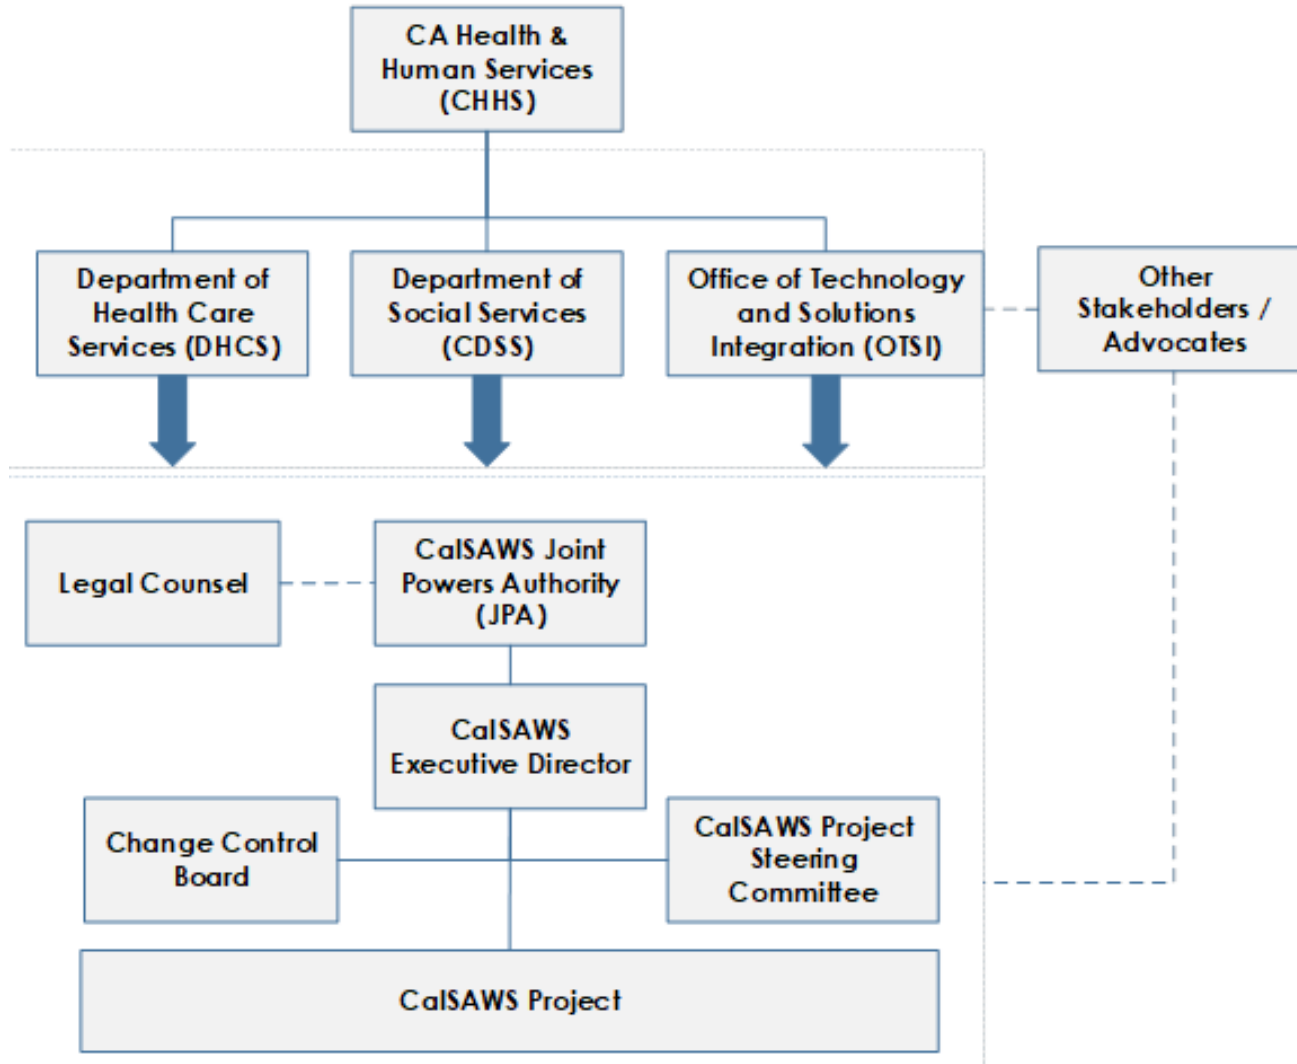 CA Health &
Human Services
(CHHS)
Department of
Health Care
Services (DHCS)
Department of
Social Services
(CDSS)
Office of Technology
and Solutions
Integration (OTSI)
Other
Stakeholders /
Advocates
Legal Counsel
CalSAWS Joint
Powers Authority
(JPA)
CalSAWS
Executive Director
Change Control
Board
CalSAWS Project
Steering
Committee
CalSAWS Project